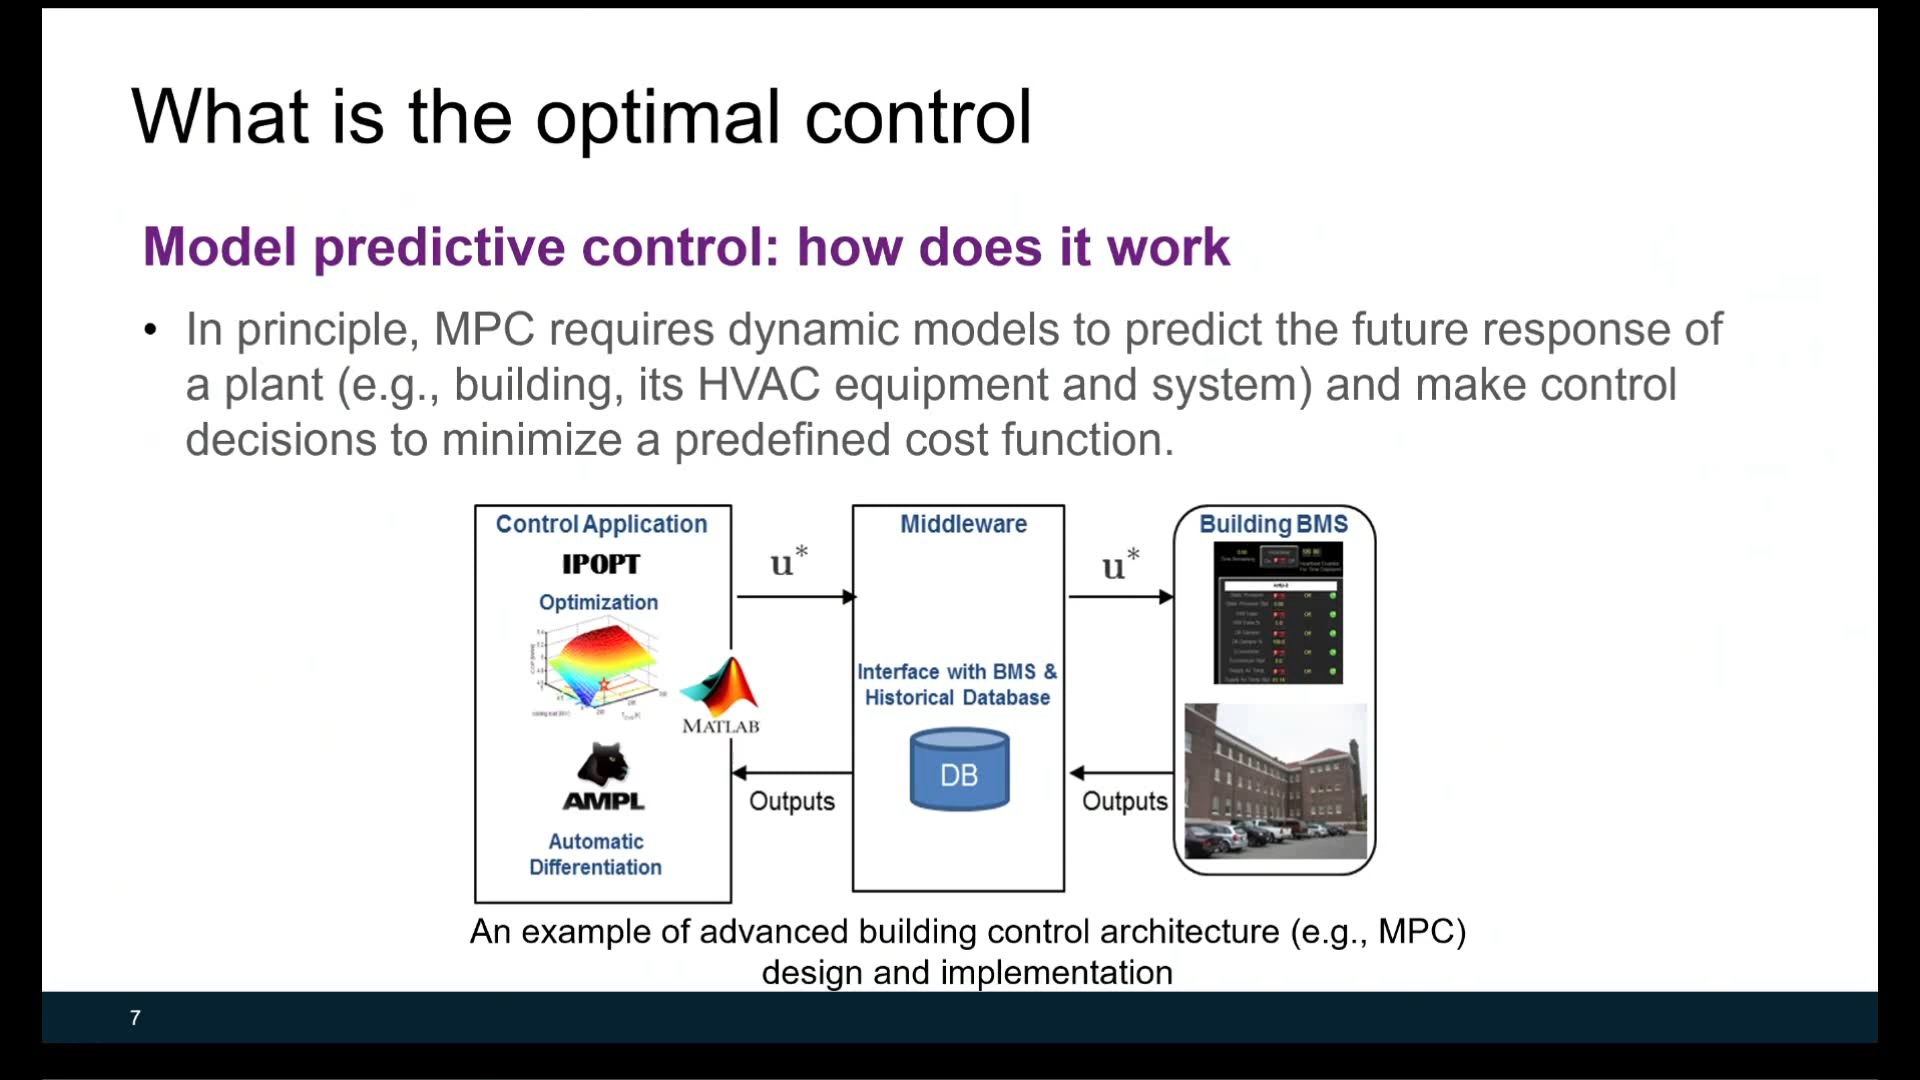 What is the optimal control
Model predictive control: how does it work
• In principle, MPC requires dynamic models to predict the future response of
a plant (e.g., building, its HVAC equipment and system) and make control
decisions to minimize a predefined cost function.
Control Application
IPOPT
Optimization
MATLAB
AMPL
Automatic
Differentiation
u*
Outputs
Middleware
Interface with BMS &
Historical Database
DB
u*
Outputs
Building BMS
An example of advanced building control architecture (e.g., MPC)
design and implementation
7